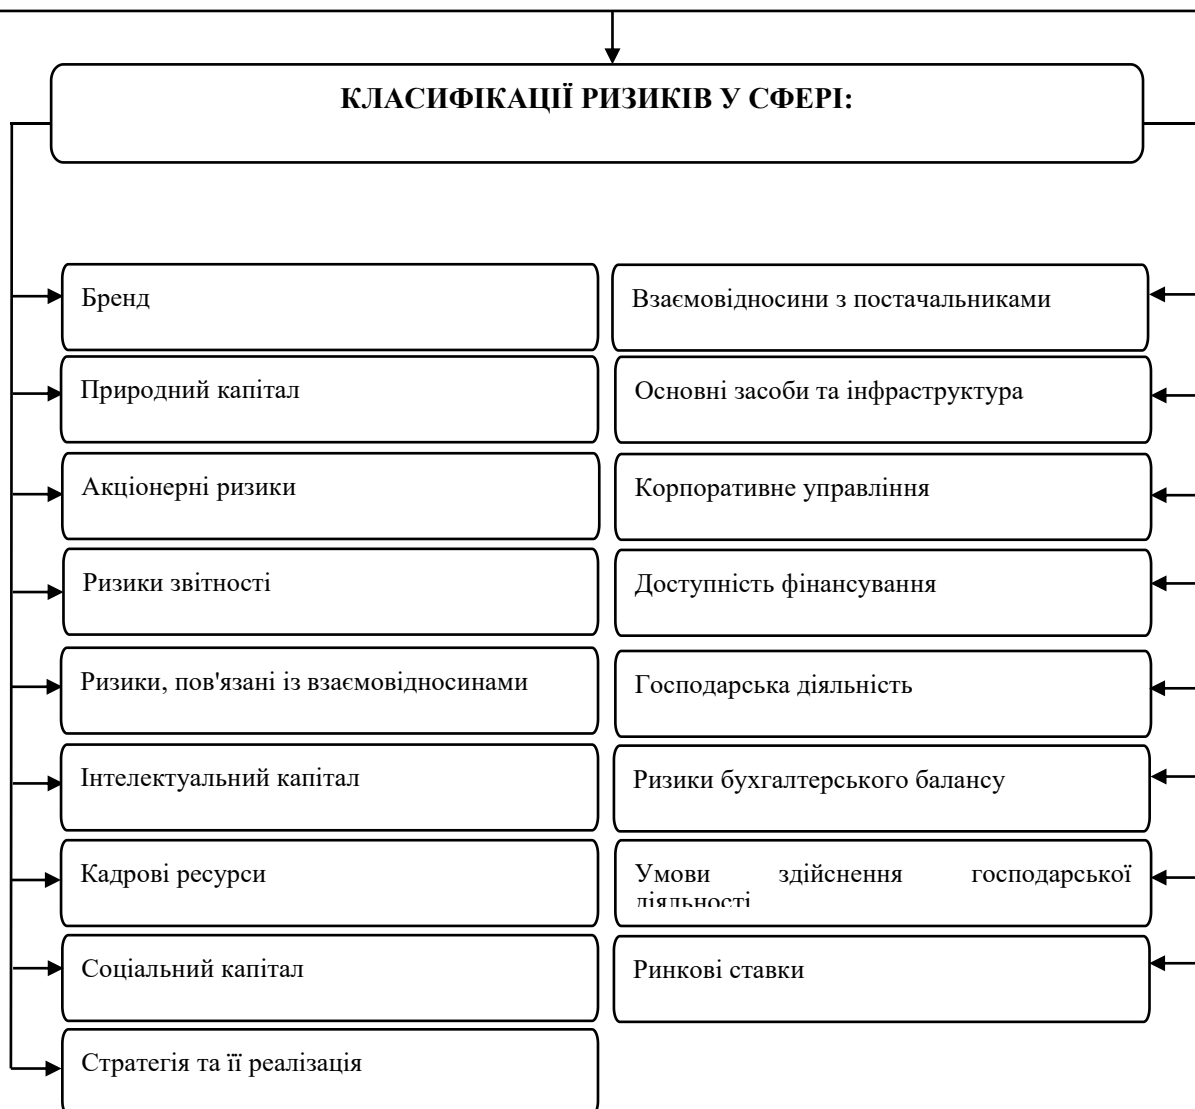 КЛАСИФІКАЦІЇ РИЗИКІВ У СФЕРІ:
Бренд
Природний капітал
Акціонерні ризики
Ризики звітності
Ризики, пов'язані із взаємовідносинами
Інтелектуальний капітал
Кадрові ресурси
Соціальний капітал
Стратегія та її реалізація
Взаємовідносини з постачальниками
Основні засоби та інфраструктура
Корпоративне управління
Доступність фінансування
Господарська діяльність
Ризики бухгалтерського балансу
Умови здійснення господарської
діяльності
Ринкові ставки